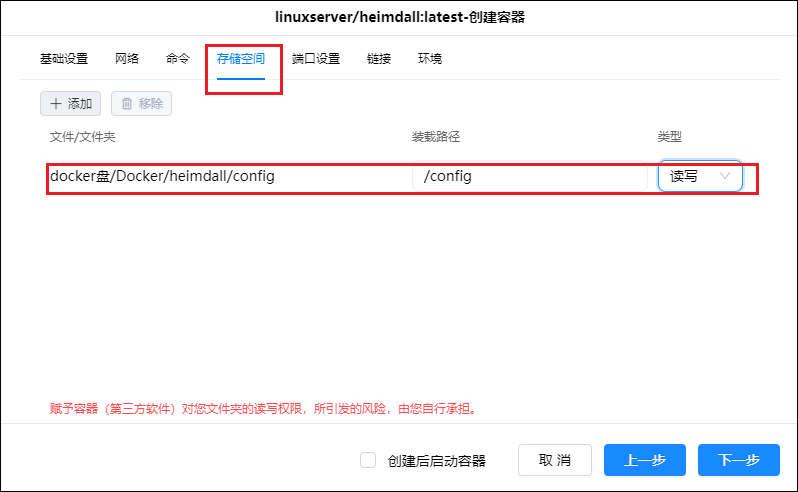 linuxserver/heimdall:latest-创建容器
基础设置 网络 命令 存储空间 端口设置 链接 环境
添加 移除
文件/文件夹 装载路径 类型
docker盘/Docker/heimdall/config /config 读写
赋予容器（第三方软件）对您文件夹的读写权限，所引发的风险，由您自行承担。
创建后启动容器 取 消 上一步 下一步